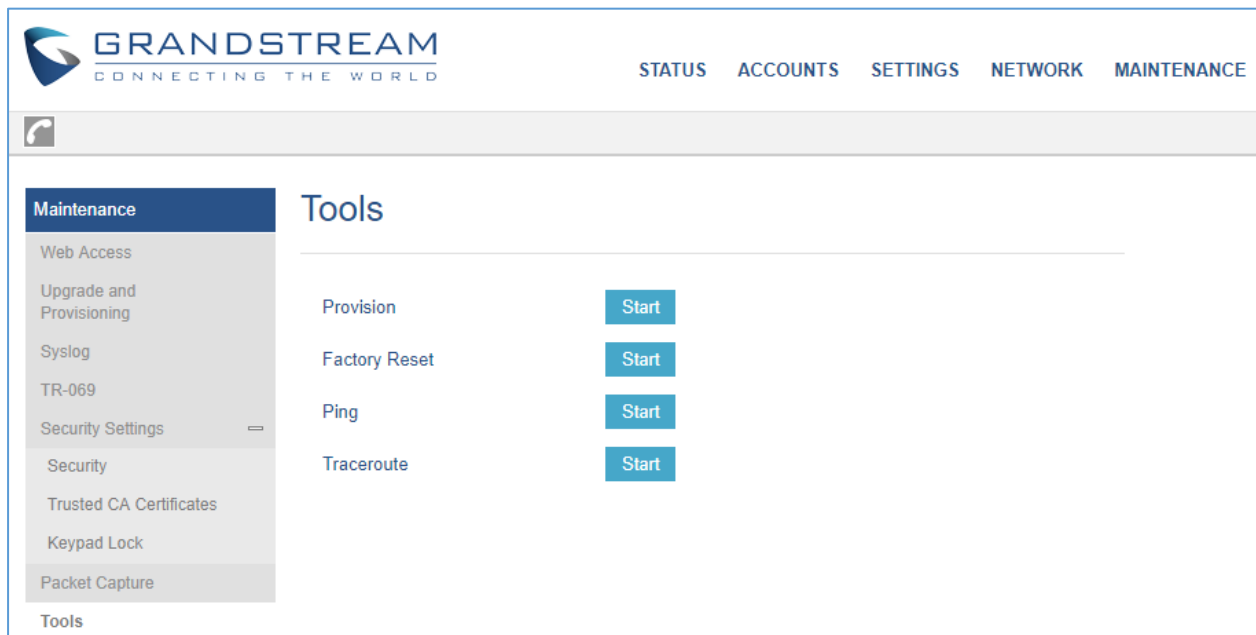 GRANDSTREAM
CONNECTING THE WORLD
STATUS ACCOUNTS SETTINGS NETWORK MAINTENANCE
Maintenance
Web Access
Upgrade and
Provisioning
Syslog
TR-069
Security Settings
Security
Trusted CA Certificates
Keypad Lock
Packet Capture
Tools
Tools
Provision Start
Factory Reset Start
Ping Start
Traceroute Start